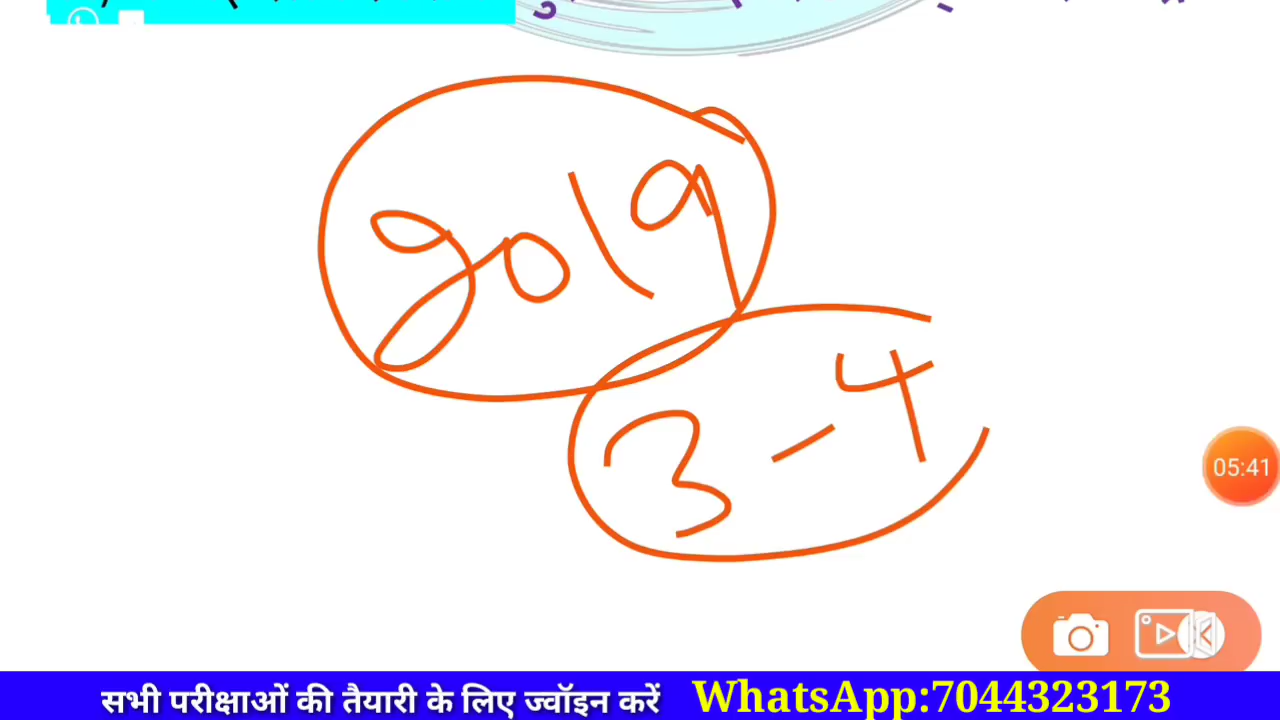 2019
3-4
05:41
सभी परीक्षाओं की तैयारी के लिए ज्वॉइन करें WhatsApp:7044323173